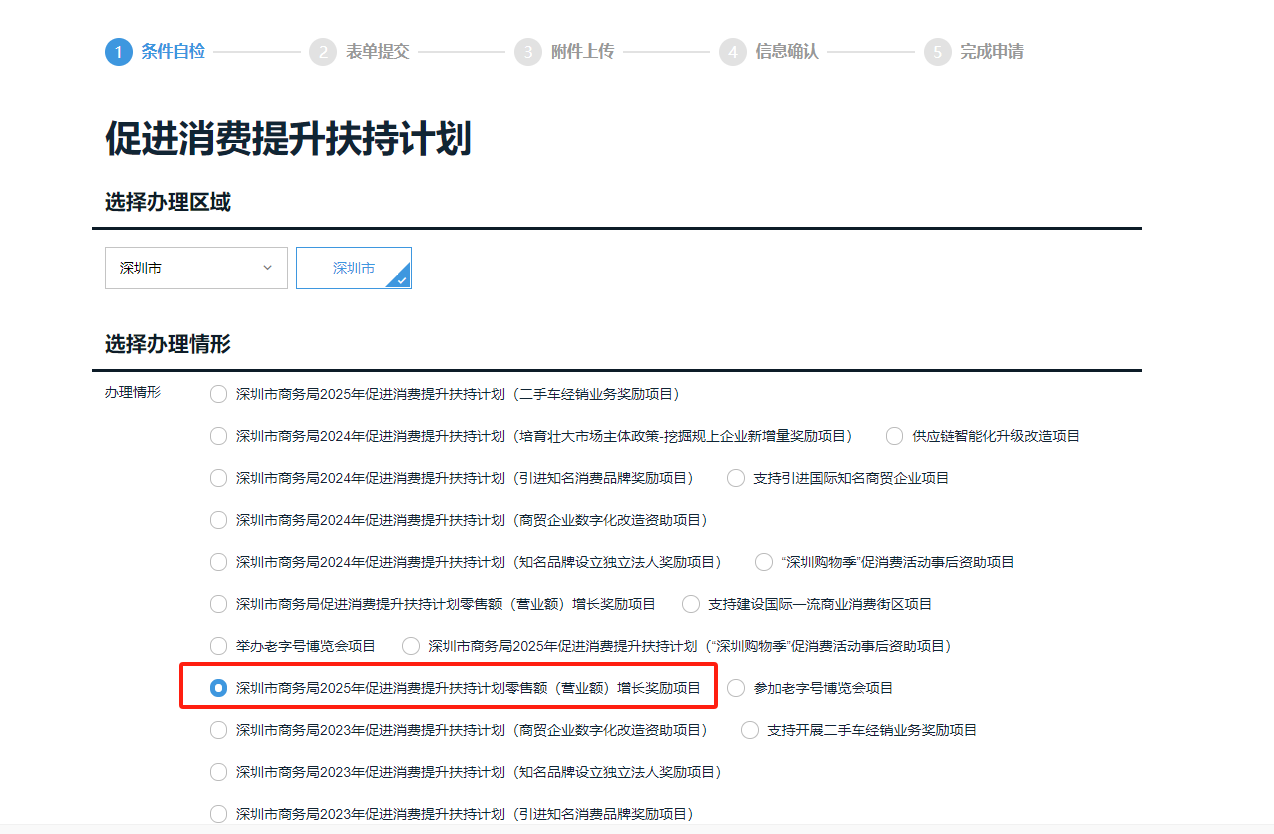 1 条件自检 2 表单提交 3 附件上传 4 信息确认 5 完成申请
促进消费提升扶持计划
选择办理区域
深圳市 深圳市
选择办理情形
办理情形 深圳市商务局2025年促进消费提升扶持计划（二手车经销业务奖励项目）
深圳市商务局2024年促进消费提升扶持计划（培育壮大市场主体政策-挖掘规上企业新增量奖励项目） 供应链智能化升级改造项目
深圳市商务局2024年促进消费提升扶持计划（引进知名消费品牌奖励项目） 支持引进国际知名商贸企业项目
深圳市商务局2024年促进消费提升扶持计划（商贸企业数字化改造资助项目）
深圳市商务局2024年促进消费提升扶持计划（知名品牌设立独立法人奖励项目） “深圳购物季”促消费活动事后资助项目
深圳市商务局促进消费提升扶持计划零售额（营业额）增长奖励项目 支持建设国际一流商业消费街区项目
举办老字号博览会项目 深圳市商务局2025年促进消费提升扶持计划（“深圳购物季”促消费活动事后资助项目）
深圳市商务局2025年促进消费提升扶持计划零售额（营业额）增长奖励项目 参加老字号博览会项目
深圳市商务局2023年促进消费提升扶持计划（商贸企业数字化改造资助项目） 支持开展二手车经销业务奖励项目
深圳市商务局2023年促进消费提升扶持计划（知名品牌设立独立法人奖励项目）
深圳市商务局2023年促进消费提升扶持计划（引进知名消费品牌奖励项目）